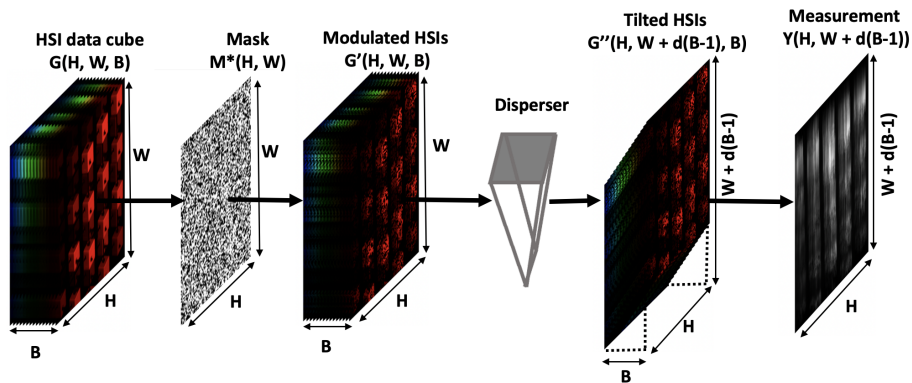 HSI data cube
G(H, W, B)
Mask
M*(H, W)
Modulated HSIs
G’(H, W, B)
Disperser
Tilted HSIs
G’’(H, W + d(B-1), B)
Measurement
Y(H, W + d(B-1))
W
H
B
W
H
W
H
B
W + d(B-1)
H
B
W + d(B-1)
H